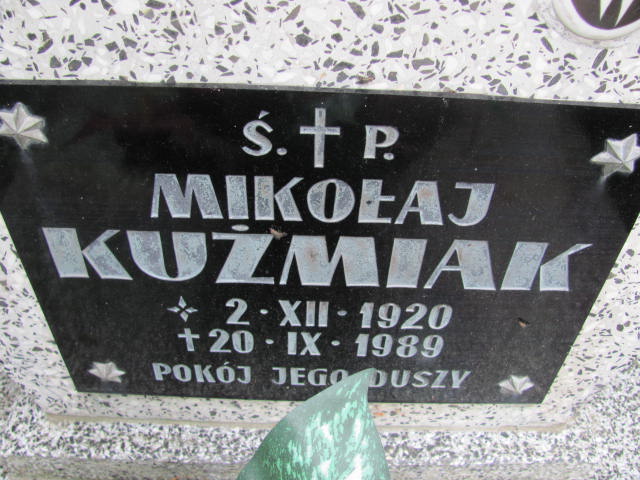 Ś. † P.
MIKOŁAJ
KUŹMIAK
2 · XII · 1920
† 20 · IX · 1989
POKÓJ JEGO DUSZY